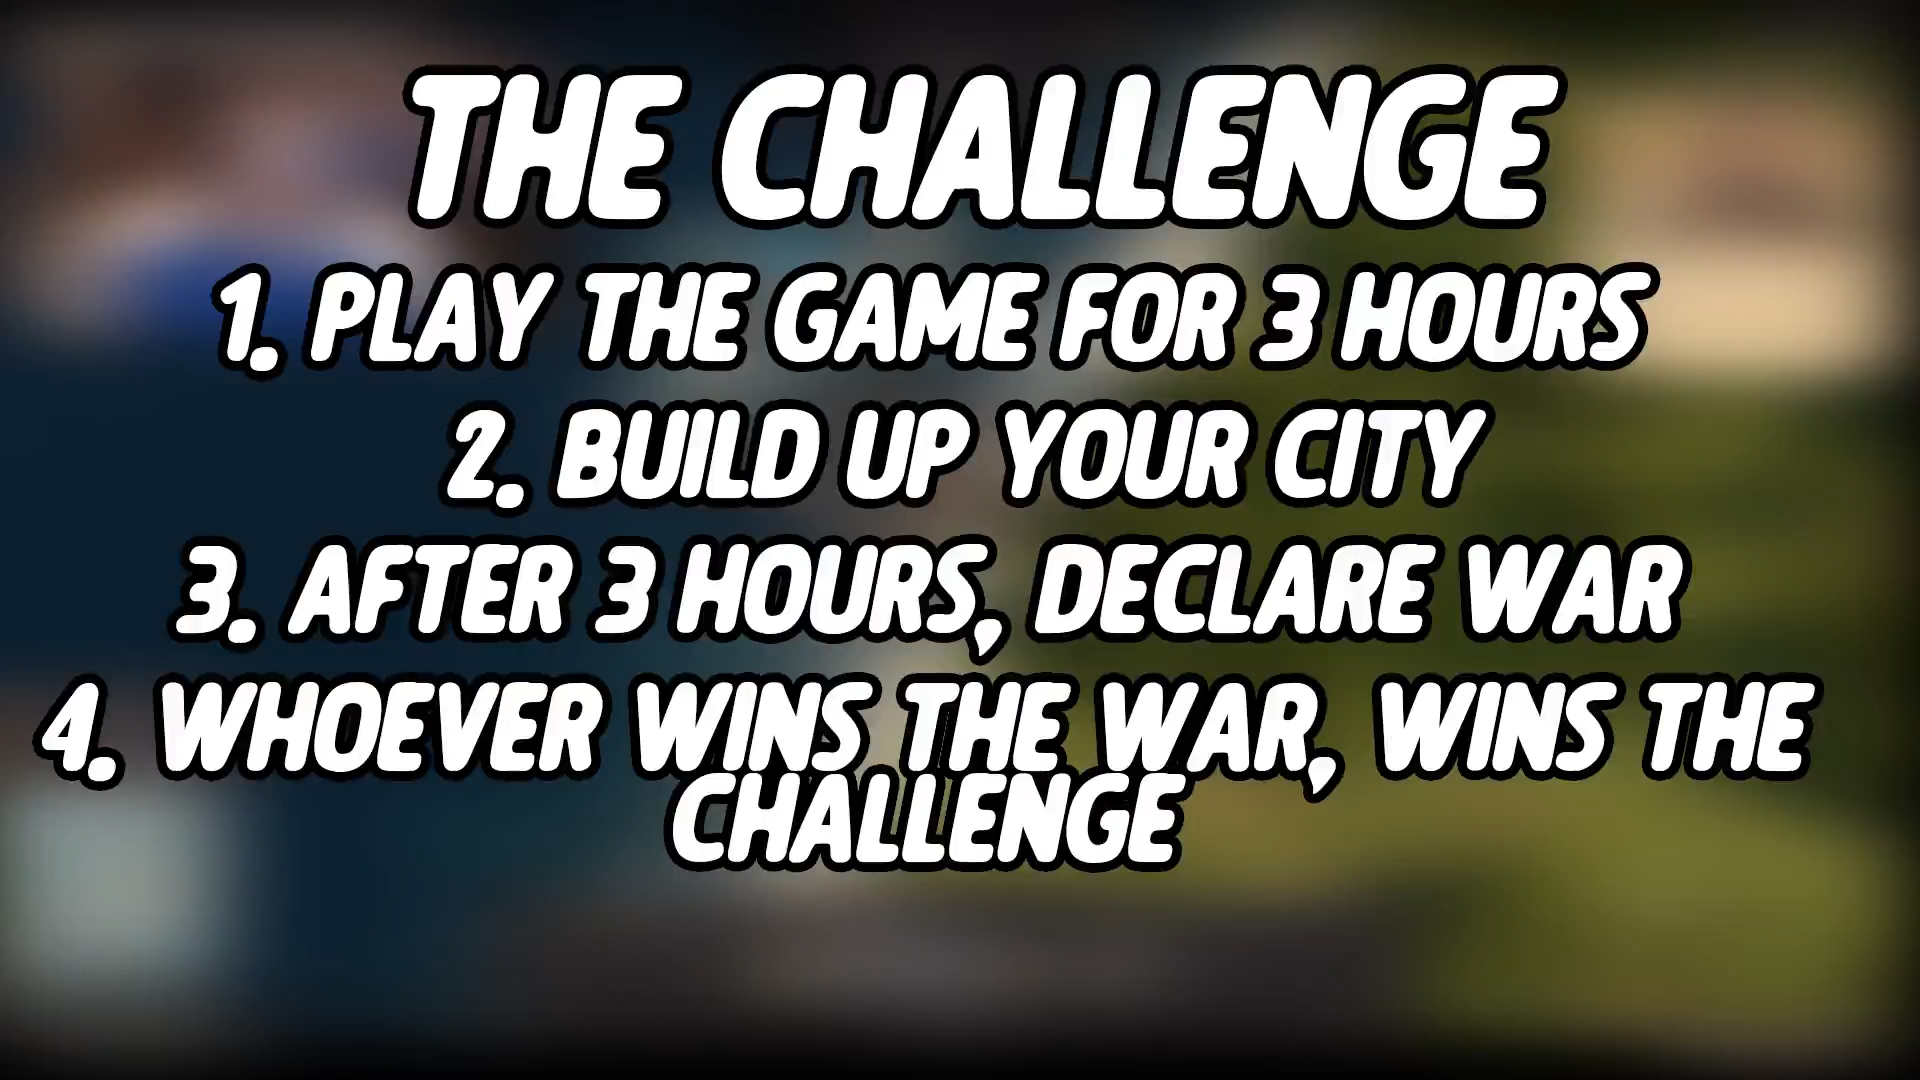 THE CHALLENGE
1. PLAY THE GAME FOR 3 HOURS
2. BUILD UP YOUR CITY
3. AFTER 3 HOURS, DECLARE WAR
4. WHOEVER WINS THE WAR, WINS THE
CHALLENGE